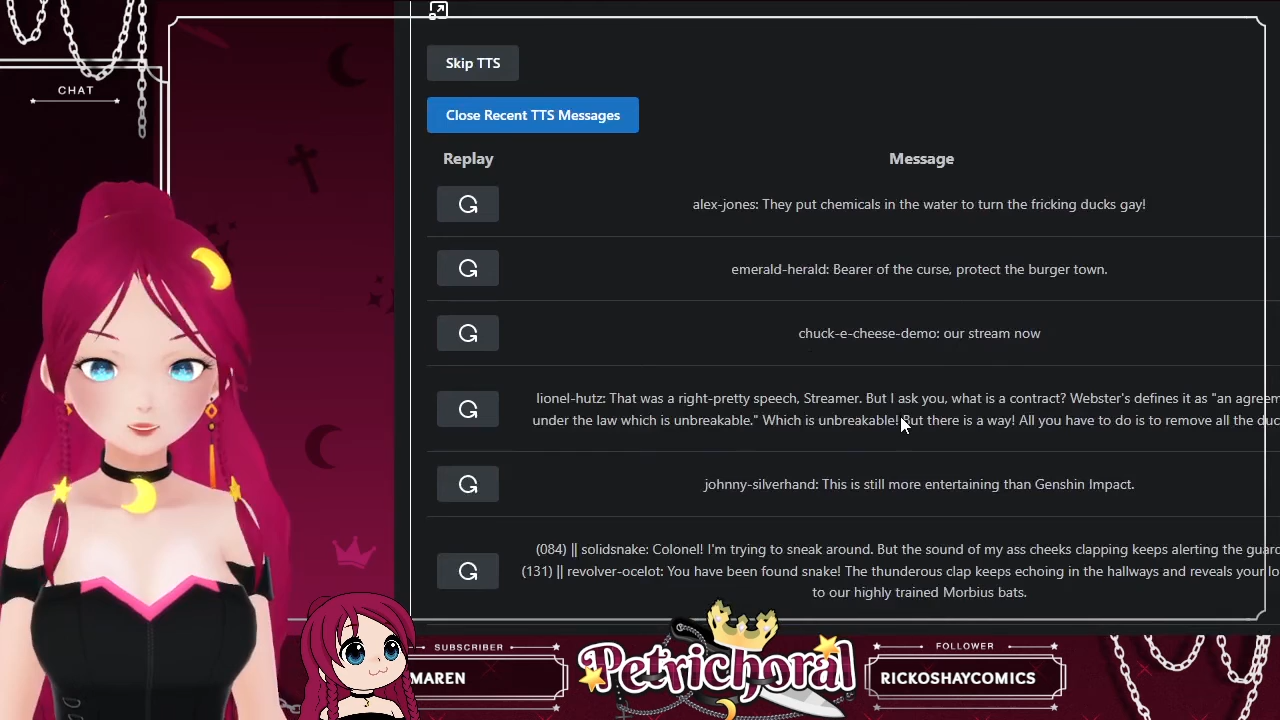 CHAT
Skip TTS
Close Recent TTS Messages
Replay
Message
alex-jones: They put chemicals in the water to turn the fricking ducks gay!
emerald-herald: Bearer of the curse, protect the burger town.
chuck-e-cheese-demo: our stream now
lionel-hutz: That was a right-pretty speech, Streamer. But I ask you, what is a contract? Webster's defines it as "an agreem
under the law which is unbreakable." Which is unbreakable! But there is a way! All you have to do is to remove all the duc
johnny-silverhand: This is still more entertaining than Genshin Impact.
(084) || solidsnake: Colonel! I'm trying to sneak around. But the sound of my ass cheeks clapping keeps alerting the guar
(131) || revolver-ocelot: You have been found snake! The thunderous clap keeps echoing in the hallways and reveals your lo
to our highly trained Morbius bats.
SUBSCRIBER
MAREN
Petrichoral
FOLLOWER
RICKOSHAYCOMICS